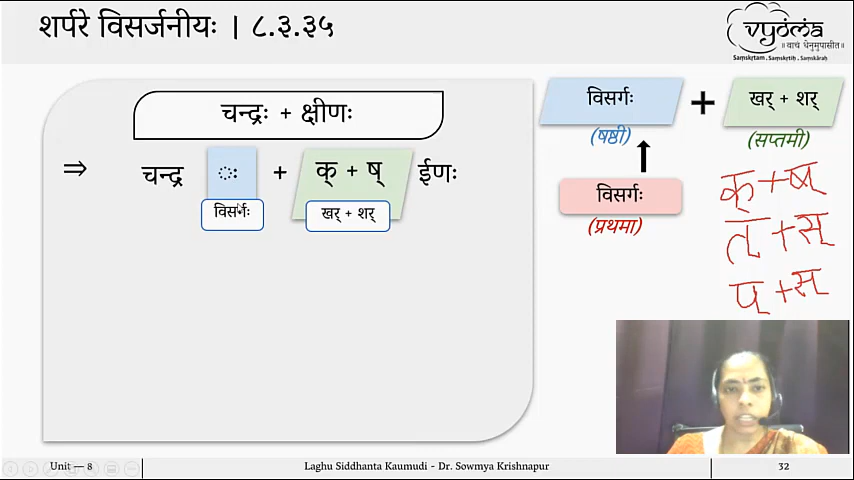 शर्परे विसर्जनीयः । ८.३.३५
vyoma
॥ वाचं धेनुमुपासीत ॥
Saṃskṛtam . Saṃskṛtiḥ . Saṃskāraḥ
चन्द्रः + क्षीणः
⇒ चन्द्र ः + क् + ष् ईणः
विसर्गः खर् + शर्
विसर्गः + खर् + शर्
(षष्ठी) (सप्तमी)
विसर्गः
(प्रथमा)
क् + ष्
त् + स्
प् + स्
Unit — 8 Laghu Siddhanta Kaumudi - Dr. Sowmya Krishnapur 32